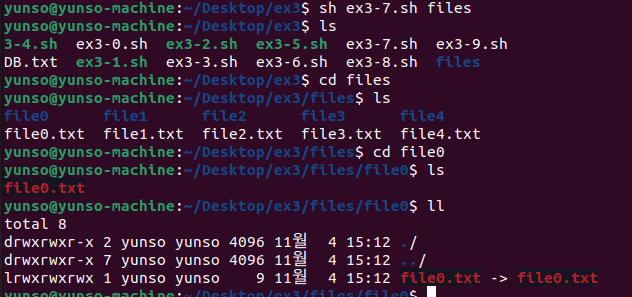 yunso@yunso-machine:~/Desktop/ex3$ sh ex3-7.sh files
yunso@yunso-machine:~/Desktop/ex3$ ls
3-4.sh ex3-0.sh ex3-2.sh ex3-5.sh ex3-7.sh ex3-9.sh
DB.txt ex3-1.sh ex3-3.sh ex3-6.sh ex3-8.sh files
yunso@yunso-machine:~/Desktop/ex3$ cd files
yunso@yunso-machine:~/Desktop/ex3/files$ ls
file0 file1 file2 file3 file4
file0.txt file1.txt file2.txt file3.txt file4.txt
yunso@yunso-machine:~/Desktop/ex3/files$ cd file0
yunso@yunso-machine:~/Desktop/ex3/files/file0$ ls
file0.txt
yunso@yunso-machine:~/Desktop/ex3/files/file0$ ll
total 8
drwxrwxr-x 2 yunso yunso 4096 11월 4 15:12 ./
drwxrwxr-x 7 yunso yunso 4096 11월 4 15:12 ../
lrwxrwxrwx 1 yunso yunso 9 11월 4 15:12 file0.txt -> file0.txt
yunso@yunso-machine:~/Desktop/ex3/files/file0$